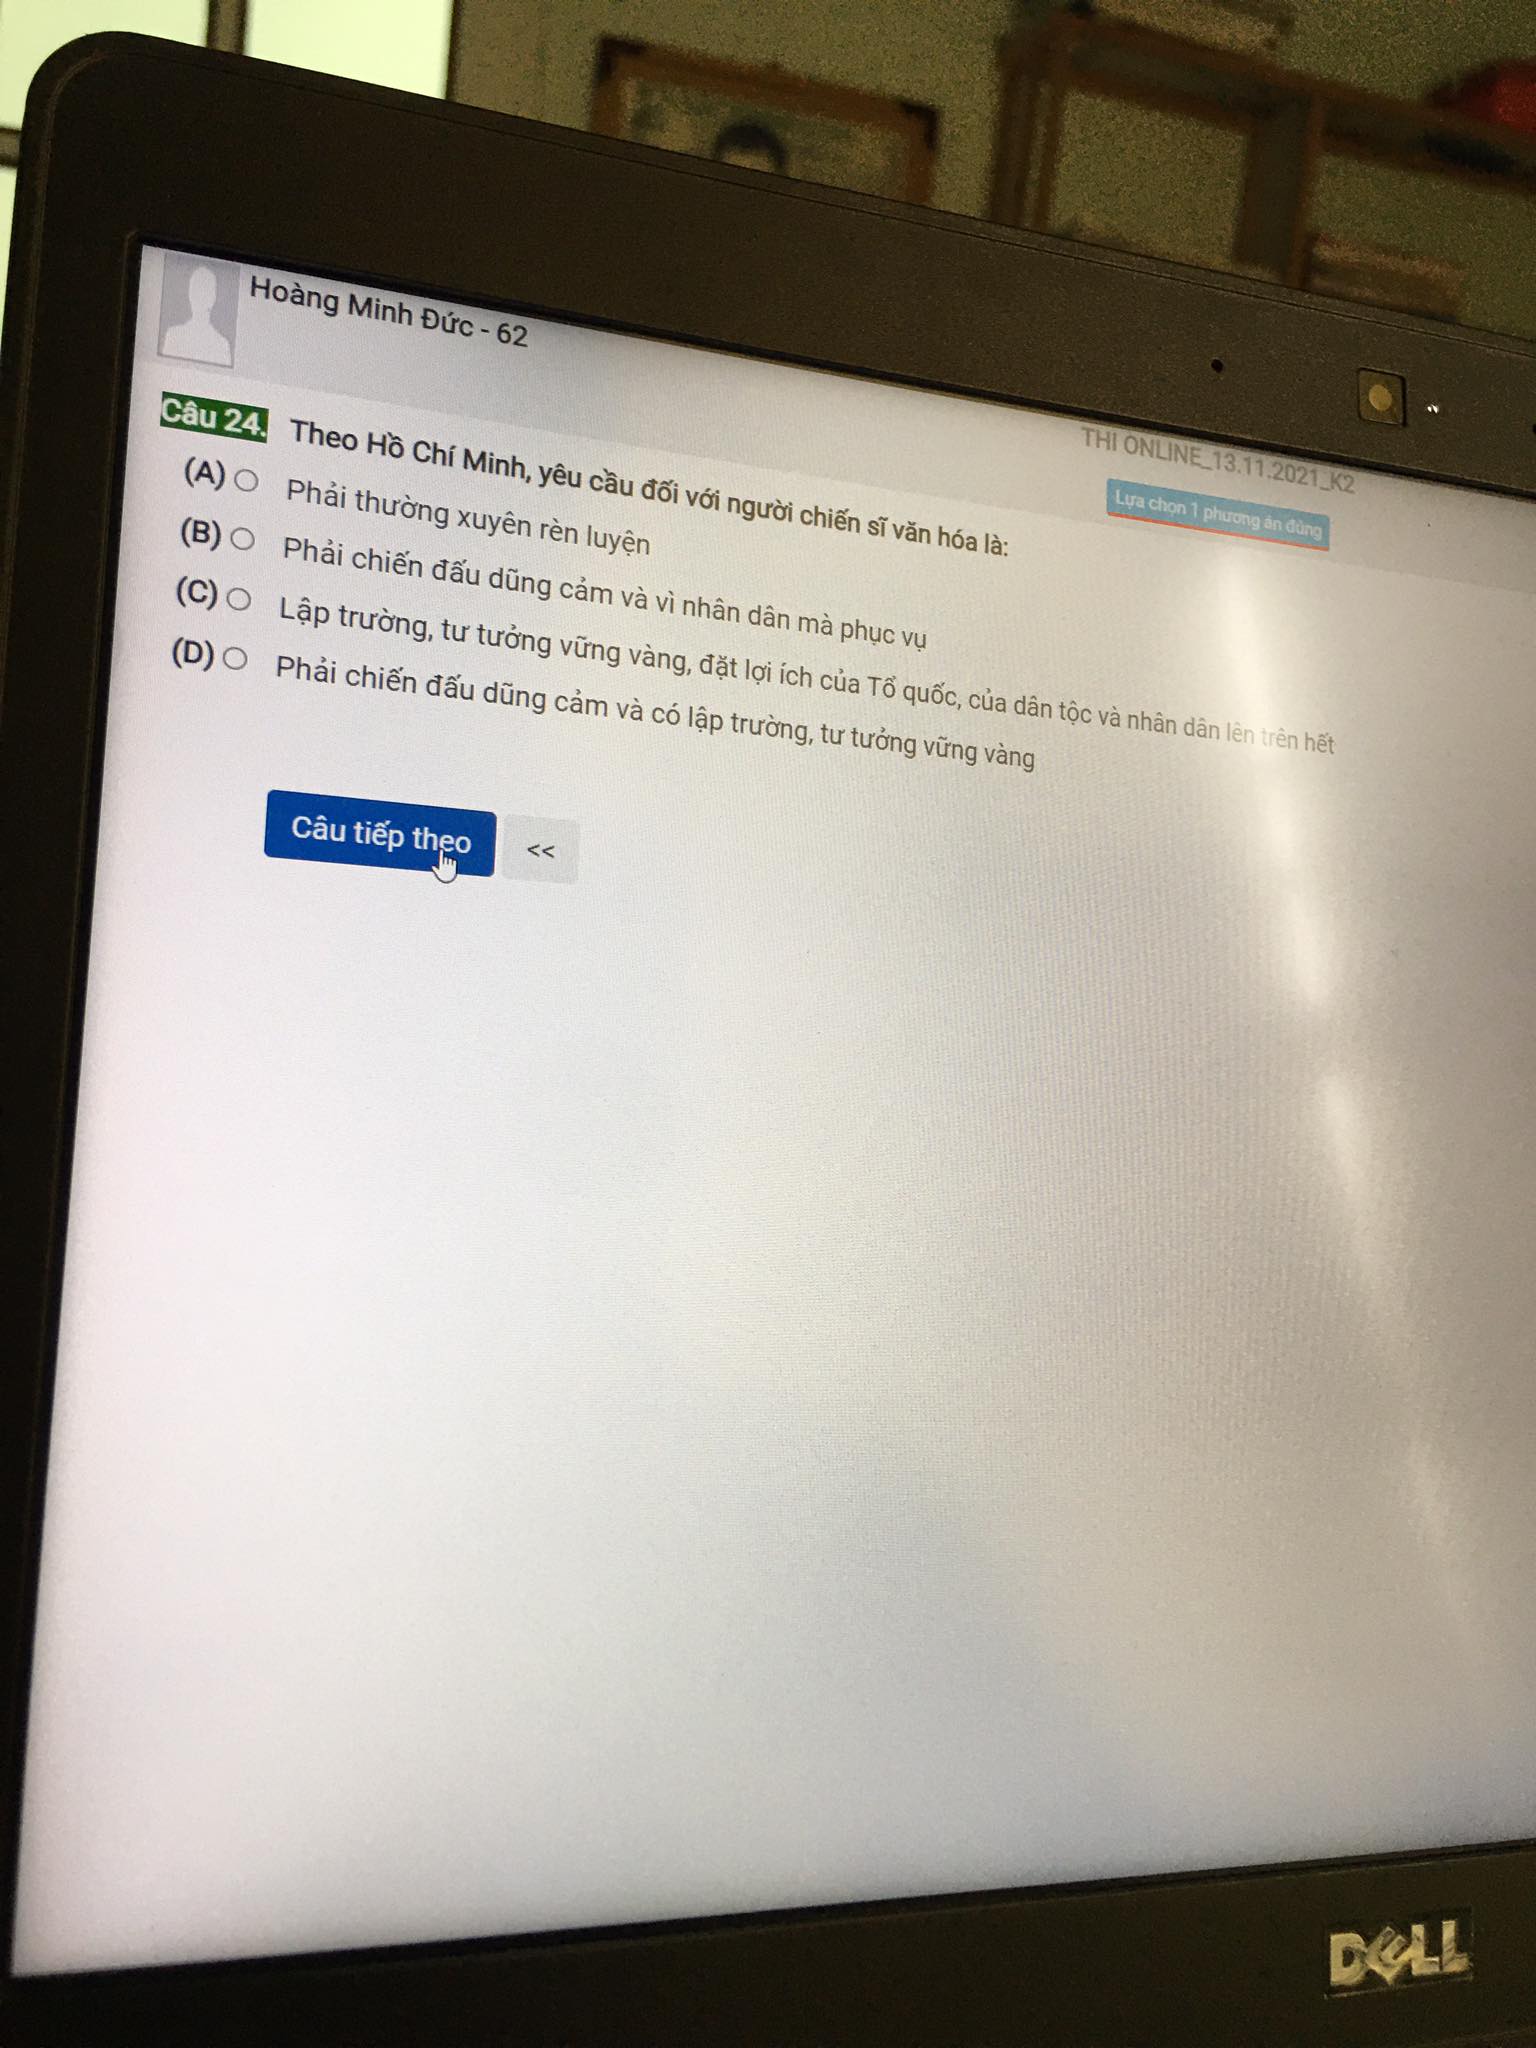 Hoàng Minh Đức - 62
THI ONLINE_13.11.2021_K2
Lựa chọn 1 phương án đúng
Câu 24. Theo Hồ Chí Minh, yêu cầu đối với người chiến sĩ văn hóa là:
(A) Phải thường xuyên rèn luyện
(B) Phải chiến đấu dũng cảm và vì nhân dân mà phục vụ
(C) Lập trường, tư tưởng vững vàng, đặt lợi ích của Tổ quốc, của dân tộc và nhân dân lên trên hết
(D) Phải chiến đấu dũng cảm và có lập trường, tư tưởng vững vàng
Câu tiếp theo <<
DELL